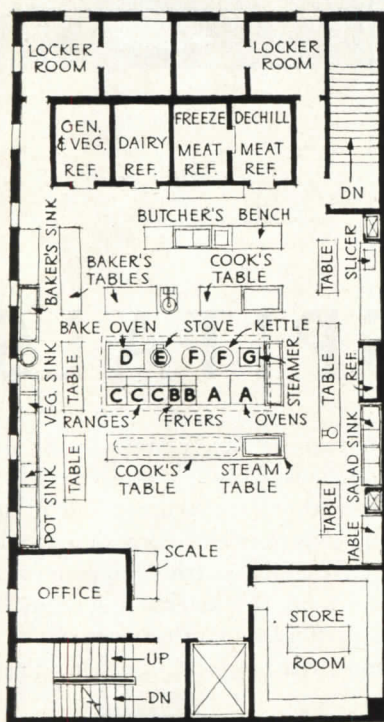 LOCKER
ROOM
LOCKER
ROOM
GEN.
& VEG.
REF.
DAIRY
REF.
FREEZE
MEAT
REF.
DECHILL
MEAT
REF.
DN
BUTCHER'S BENCH
BAKER'S SINK
BAKER'S
TABLES
COOK'S
TABLE
TABLE
SLICER
BAKE OVEN
STOVE
KETTLE
D E F F G
STEAMER
C C C B B A A
RANGES
FRYERS
OVENS
VEG. SINK
TABLE
TABLE
REF.
POT SINK
TABLE
COOK'S
TABLE
STEAM
TABLE
SALAD SINK
TABLE
TABLE
SCALE
OFFICE
STORE
ROOM
UP
DN